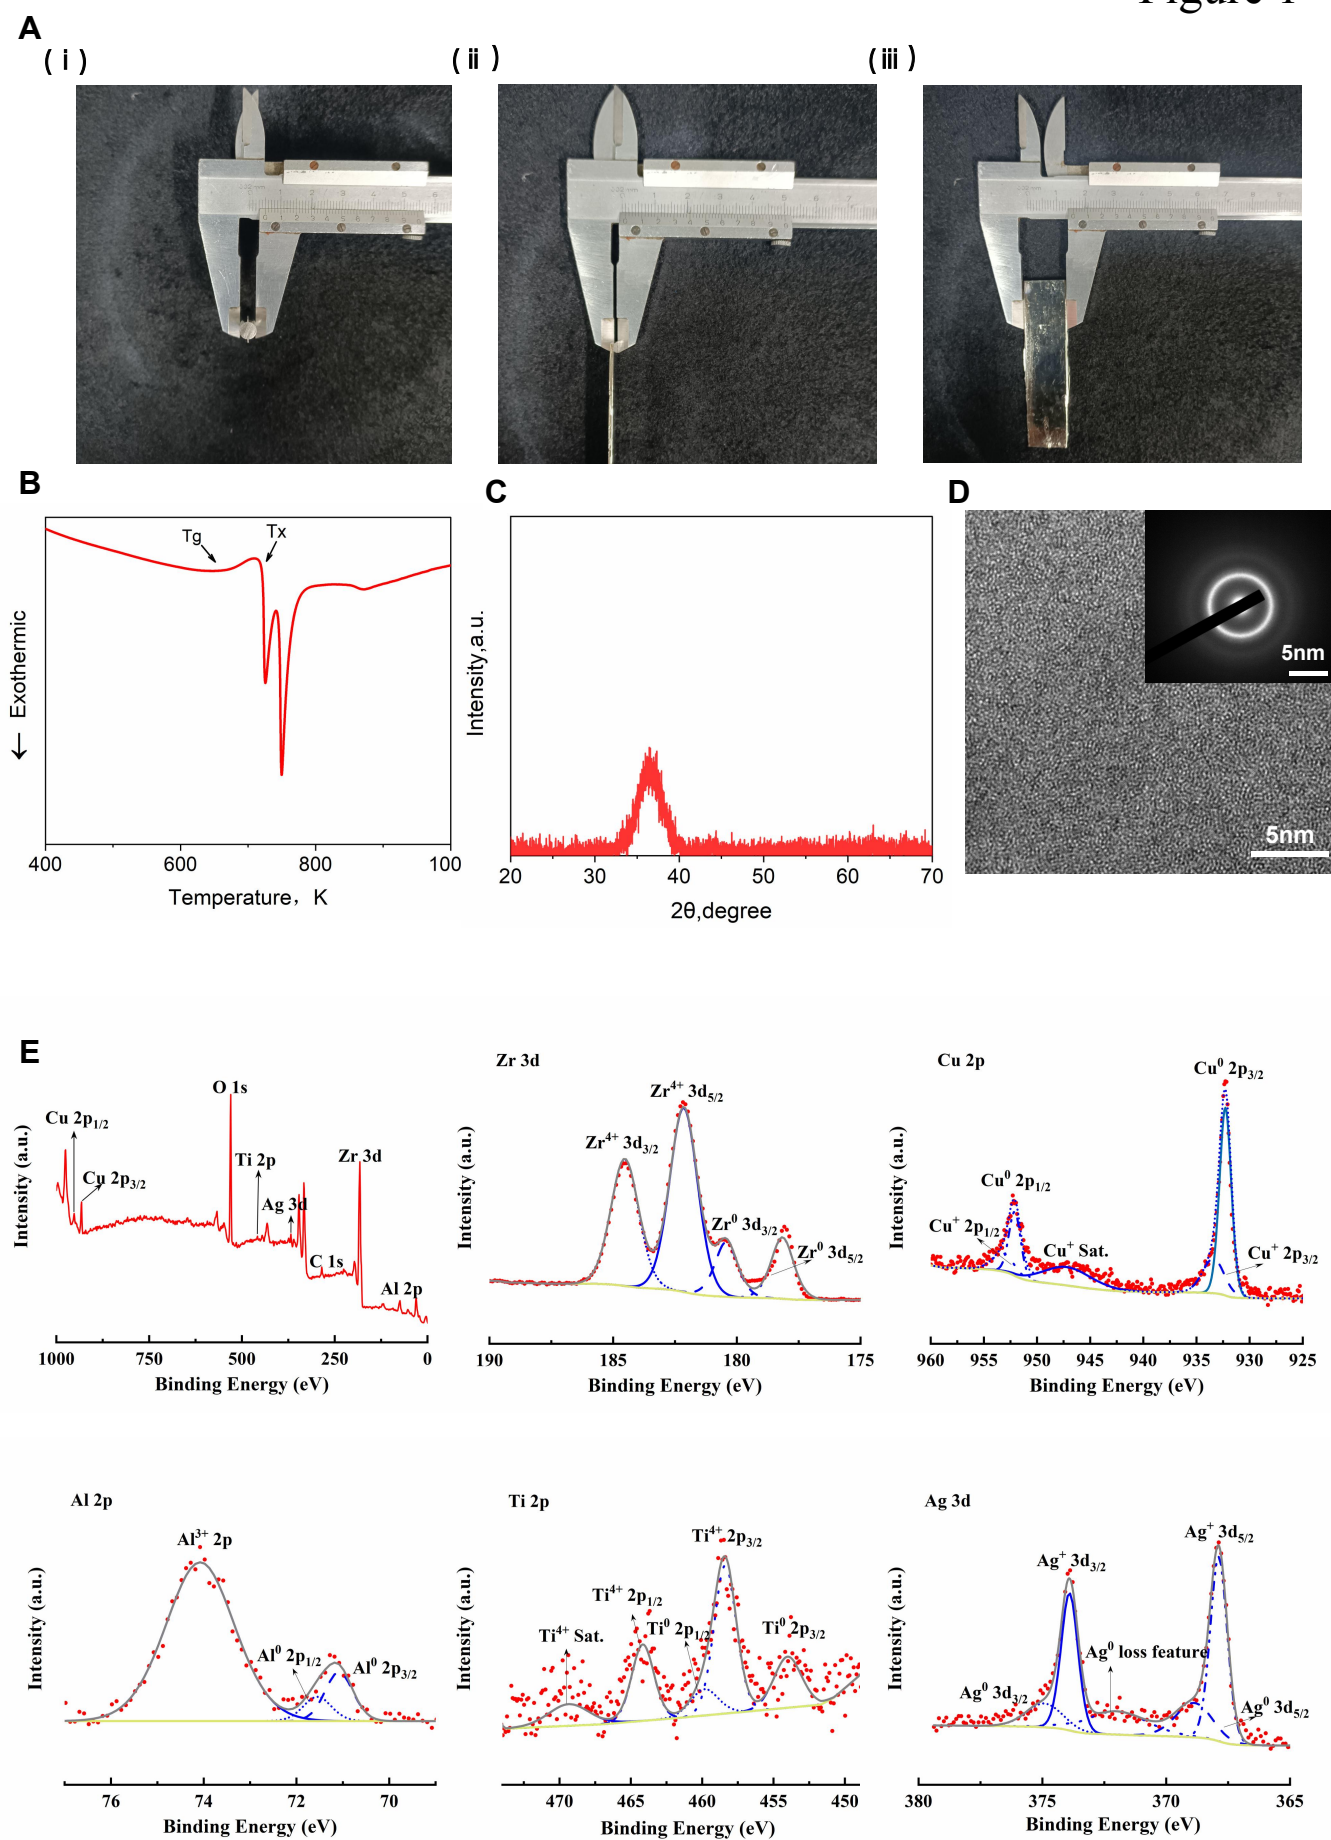 Figure 1
A
(i)
(ii)
(iii)
B
C
D
Tg
Tx
← Exothermic
400
600
800
100
Temperature, K
Intensity,a.u.
20
30
40
50
60
70
2θ,degree
5nm
5nm
E
O 1s
Cu 2p1/2
Cu 2p3/2
Ti 2p
Ag 3d
Zr 3d
C 1s
Al 2p
Intensity (a.u.)
1000
750
500
250
0
Binding Energy (eV)
Zr 3d
Zr⁴⁺ 3d5/2
Zr⁴⁺ 3d3/2
Zr⁰ 3d3/2
Zr⁰ 3d5/2
Intensity (a.u.)
190
185
180
175
Binding Energy (eV)
Cu 2p
Cu⁰ 2p3/2
Cu⁰ 2p1/2
Cu⁺ 2p1/2
Cu⁺ Sat.
Cu⁺ 2p3/2
Intensity (a.u.)
960
955
950
945
940
935
930
925
Binding Energy (eV)
Al 2p
Al³⁺ 2p
Al⁰ 2p1/2
Al⁰ 2p3/2
Intensity (a.u.)
76
74
72
70
Binding Energy (eV)
Ti 2p
Ti⁴⁺ 2p3/2
Ti⁴⁺ 2p1/2
Ti⁴⁺ Sat.
Ti⁰ 2p1/2
Ti⁰ 2p3/2
Intensity (a.u.)
470
465
460
455
450
Binding Energy (eV)
Ag 3d
Ag⁺ 3d5/2
Ag⁺ 3d3/2
Ag⁰ loss feature
Ag⁰ 3d3/2
Ag⁰ 3d5/2
Intensity (a.u.)
380
375
370
365
Binding Energy (eV)